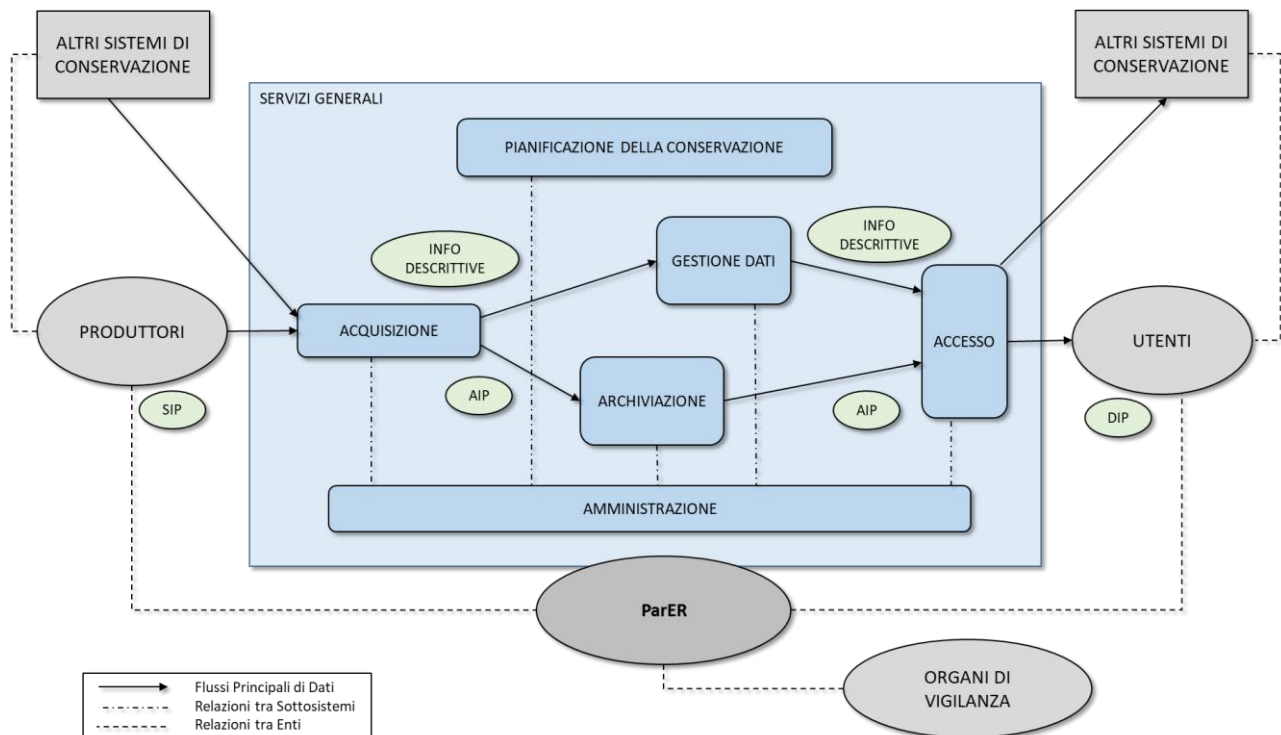 ALTRI SISTEMI DI
CONSERVAZIONE
ALTRI SISTEMI DI
CONSERVAZIONE
SERVIZI GENERALI
PIANIFICAZIONE DELLA CONSERVAZIONE
INFO
DESCRITTIVE
GESTIONE DATI
INFO
DESCRITTIVE
PRODUTTORI
ACQUISIZIONE
ACCESSO
UTENTI
SIP
AIP
ARCHIVIAZIONE
AIP
DIP
AMMINISTRAZIONE
ParER
ORGANI DI
VIGILANZA
Flussi Principali di Dati
Relazioni tra Sottosistemi
Relazioni tra Enti